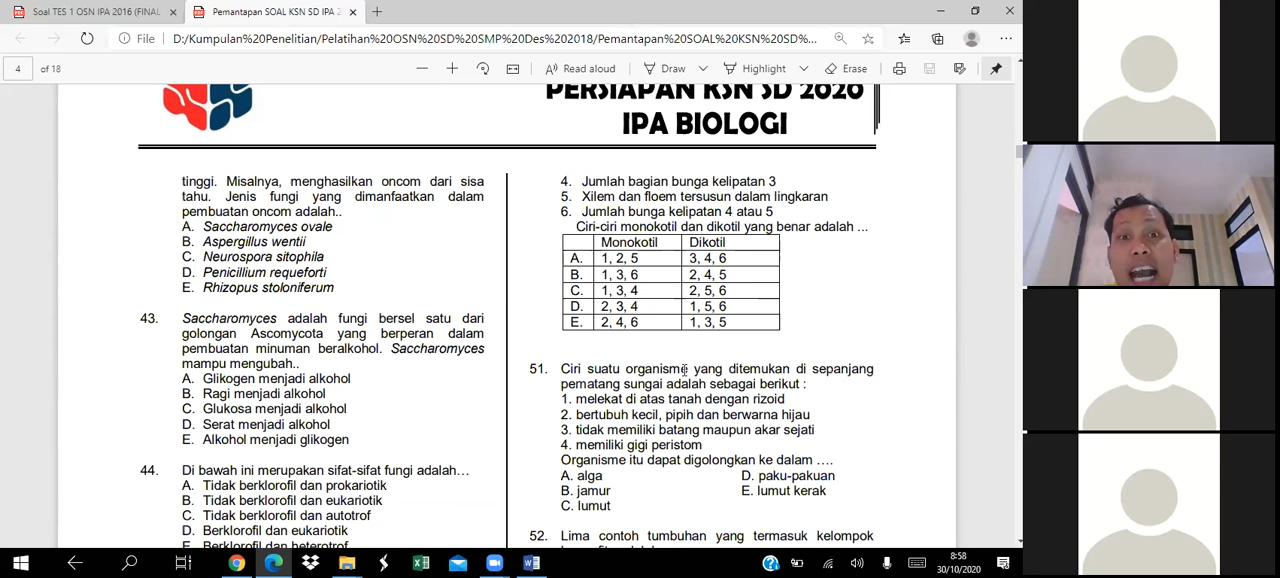 Soal TES 1 OSN IPA 2016 (FINAL
Pemantapan SOAL KSN SD IPA 2
File
D:/Kumpulan%20Penelitian/Pelatihan%20OSN%20SD%20SMP%20Des%202018/Pemantapan%20SOAL%20KSN%20SD%...
4 of 18
Read aloud
Draw
Highlight
Erase
PERSIAPAN KSN SD 2020
IPA BIOLOGI
tinggi. Misalnya, menghasilkan oncom dari sisa
tahu. Jenis fungi yang dimanfaatkan dalam
pembuatan oncom adalah..
A. Saccharomyces ovale
B. Aspergillus wentii
C. Neurospora sitophila
D. Penicillium requeforti
E. Rhizopus stoloniferum
43. Saccharomyces adalah fungi bersel satu dari
golongan Ascomycota yang berperan dalam
pembuatan minuman beralkohol. Saccharomyces
mampu mengubah..
A. Glikogen menjadi alkohol
B. Ragi menjadi alkohol
C. Glukosa menjadi alkohol
D. Serat menjadi alkohol
E. Alkohol menjadi glikogen
44. Di bawah ini merupakan sifat-sifat fungi adalah…
A. Tidak berklorofil dan prokariotik
B. Tidak berklorofil dan eukariotik
C. Tidak berklorofil dan autotrof
D. Berklorofil dan eukariotik
E. Berklorofil dan heterotrof
4. Jumlah bagian bunga kelipatan 3
5. Xilem dan floem tersusun dalam lingkaran
6. Jumlah bunga kelipatan 4 atau 5
Ciri-ciri monokotil dan dikotil yang benar adalah ...
Monokotil Dikotil
A. 1, 2, 5 3, 4, 6
B. 1, 3, 6 2, 4, 5
C. 1, 3, 4 2, 5, 6
D. 2, 3, 4 1, 5, 6
E. 2, 4, 6 1, 3, 5
51. Ciri suatu organisme yang ditemukan di sepanjang
pematang sungai adalah sebagai berikut :
1. melekat di atas tanah dengan rizoid
2. bertubuh kecil, pipih dan berwarna hijau
3. tidak memiliki batang maupun akar sejati
4. memiliki gigi peristom
Organisme itu dapat digolongkan ke dalam ….
A. alga D. paku-pakuan
B. jamur E. lumut kerak
C. lumut
52. Lima contoh tumbuhan yang termasuk kelompok
8:58
30/10/2020